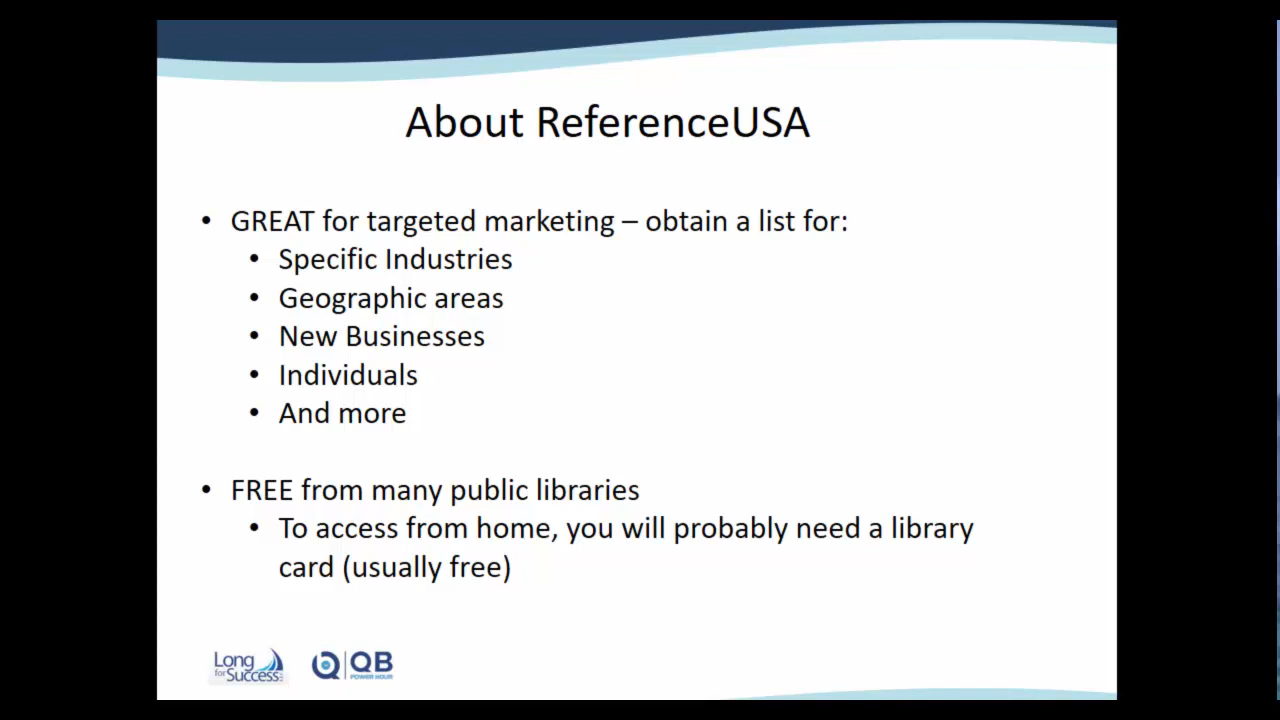 About ReferenceUSA
• GREAT for targeted marketing – obtain a list for:
• Specific Industries
• Geographic areas
• New Businesses
• Individuals
• And more
• FREE from many public libraries
• To access from home, you will probably need a library
card (usually free)
Long
for Success
QB
POWER HOUR